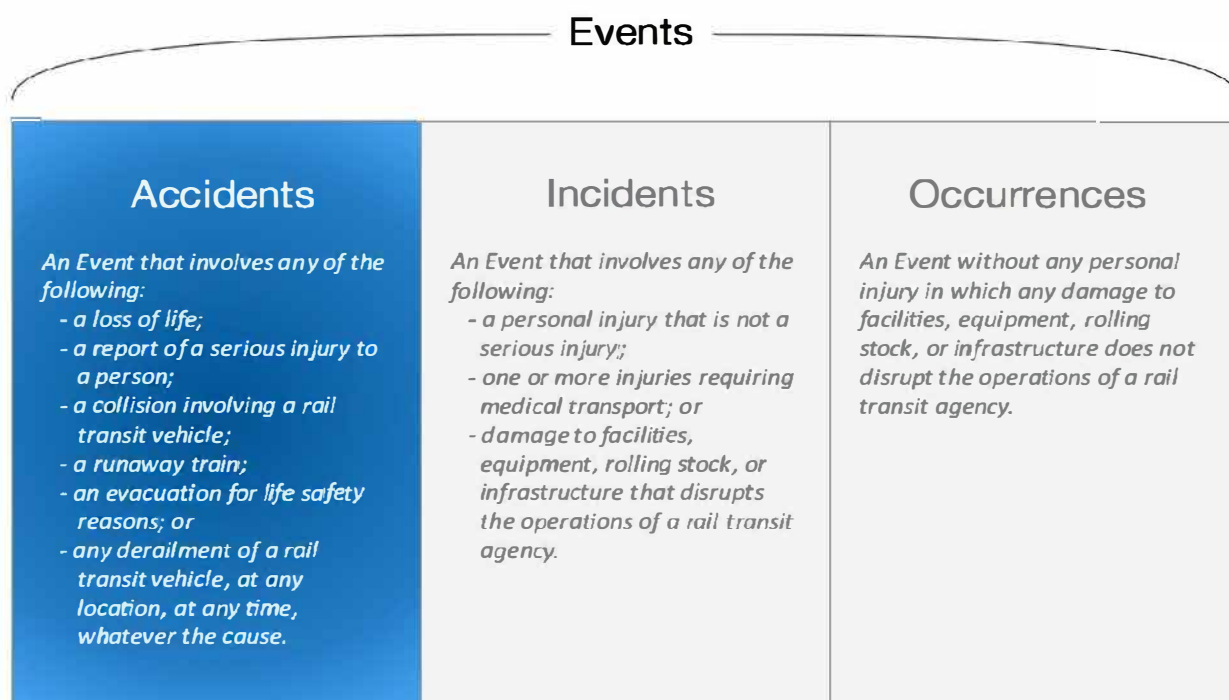 Events
Accidents
An Event that involves any of the
following:
- a loss of life;
- a report of a serious injury to
a person;
- a collision involving a rail
transit vehicle;
- a runaway train;
- an evacuation for life safety
reasons; or
- any derailment of a rail
transit vehicle, at any
location, at any time,
whatever the cause.
Incidents
An Event that involves any of the
following:
- a personal injury that is not a
serious injury;
- one or more injuries requiring
medical transport; or
- damage to facilities,
equipment, rolling stock, or
infrastructure that disrupts
the operations of a rail transit
agency.
Occurrences
An Event without any personal
injury in which any damage to
facilities, equipment, rolling
stock, or infrastructure does not
disrupt the operations of a rail
transit agency.